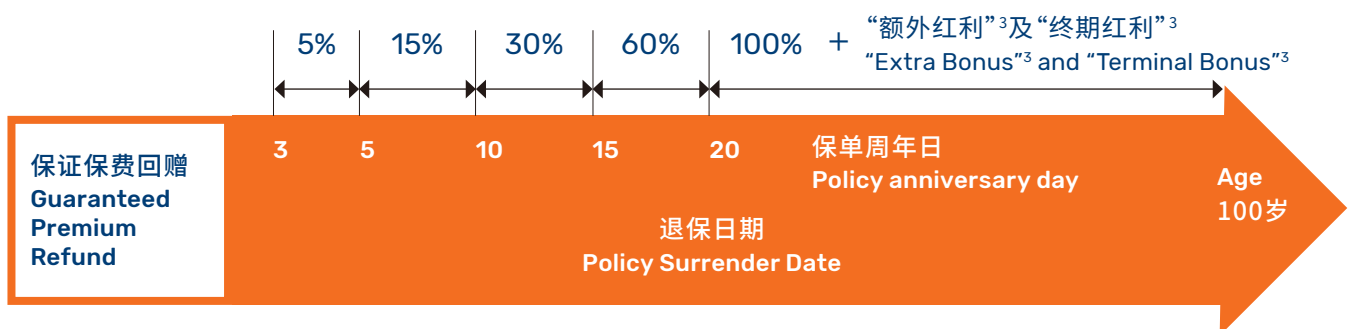 5%
15%
30%
60%
100%
+
“额外红利”³及“终期红利”³
“Extra Bonus”³ and “Terminal Bonus”³
保证保费回赠
Guaranteed
Premium
Refund
3
5
10
15
20
保单周年日
Policy anniversary day
退保日期
Policy Surrender Date
Age
100岁